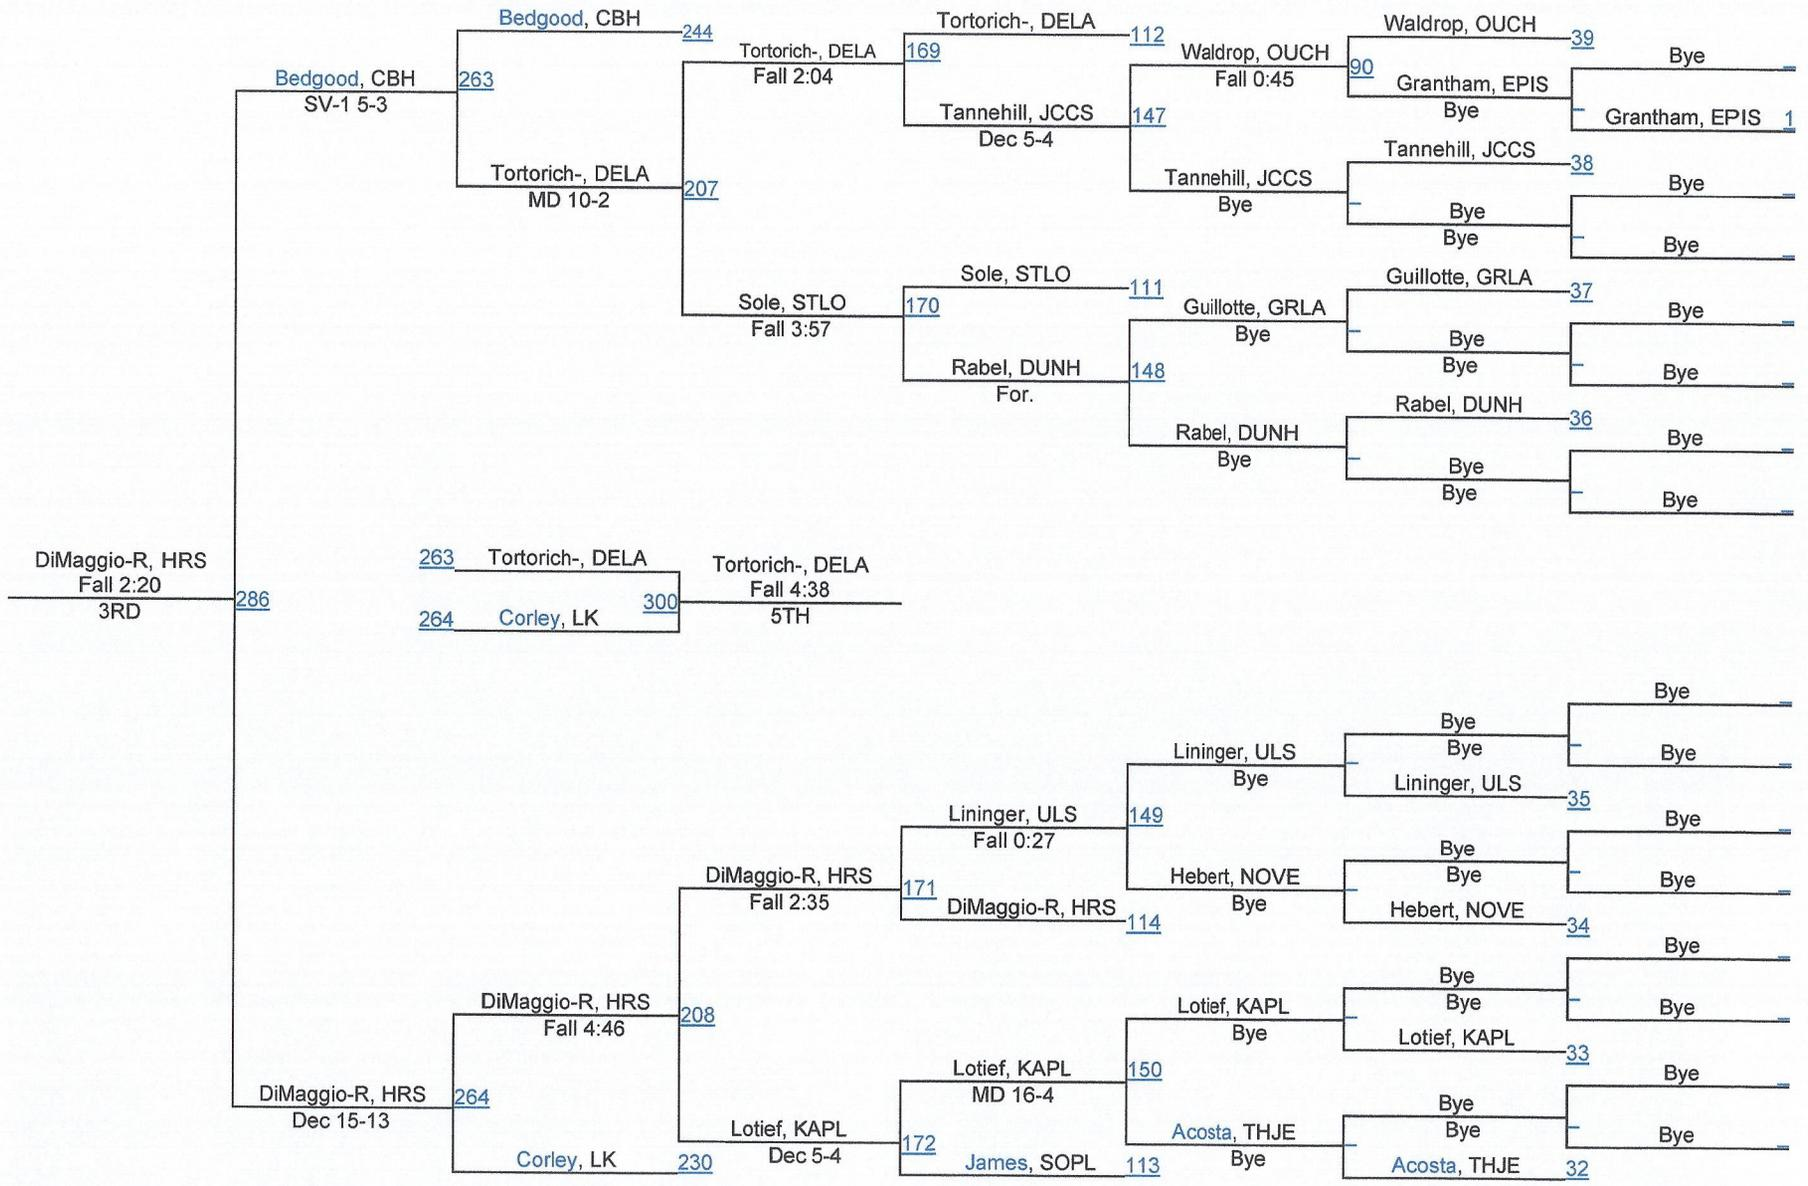 Bedgood, CBH
244
Bedgood, CBH
SV-1 5-3
263
Tortorich-, DELA
MD 10-2
207
Tortorich-, DELA
Fall 2:04
169
Tortorich-, DELA
112
Tannehill, JCCS
Dec 5-4
147
Waldrop, OUCH
Fall 0:45
90
Waldrop, OUCH
39
Grantham, EPIS
Bye
Bye
Grantham, EPIS 1
Tannehill, JCCS
Bye
Tannehill, JCCS
38
Bye
Bye
Bye
Bye
Sole, STLO
Fall 3:57
170
Sole, STLO
111
Rabel, DUNH
For.
148
Guillotte, GRLA
Bye
Guillotte, GRLA
37
Bye
Bye
Bye
Bye
Rabel, DUNH
Bye
Rabel, DUNH
36
Bye
Bye
Bye
Bye
DiMaggio-R, HRS
Fall 2:20
3RD
286
263
Tortorich-, DELA
264
Corley, LK
300
Tortorich-, DELA
Fall 4:38
5TH
DiMaggio-R, HRS
Dec 15-13
264
DiMaggio-R, HRS
Fall 4:46
208
DiMaggio-R, HRS
Fall 2:35
171
Lininger, ULS
Fall 0:27
149
Lininger, ULS
Bye
Bye
Bye
Bye
Bye
Lininger, ULS
35
Hebert, NOVE
Bye
Bye
Bye
Bye
Bye
Hebert, NOVE
34
DiMaggio-R, HRS
114
Lotief, KAPL
Dec 5-4
172
Lotief, KAPL
MD 16-4
150
Lotief, KAPL
Bye
Bye
Bye
Bye
Bye
Lotief, KAPL
33
Acosta, THJE
Bye
Bye
Bye
Bye
Bye
Acosta, THJE
32
James, SOPL
113
Corley, LK
230